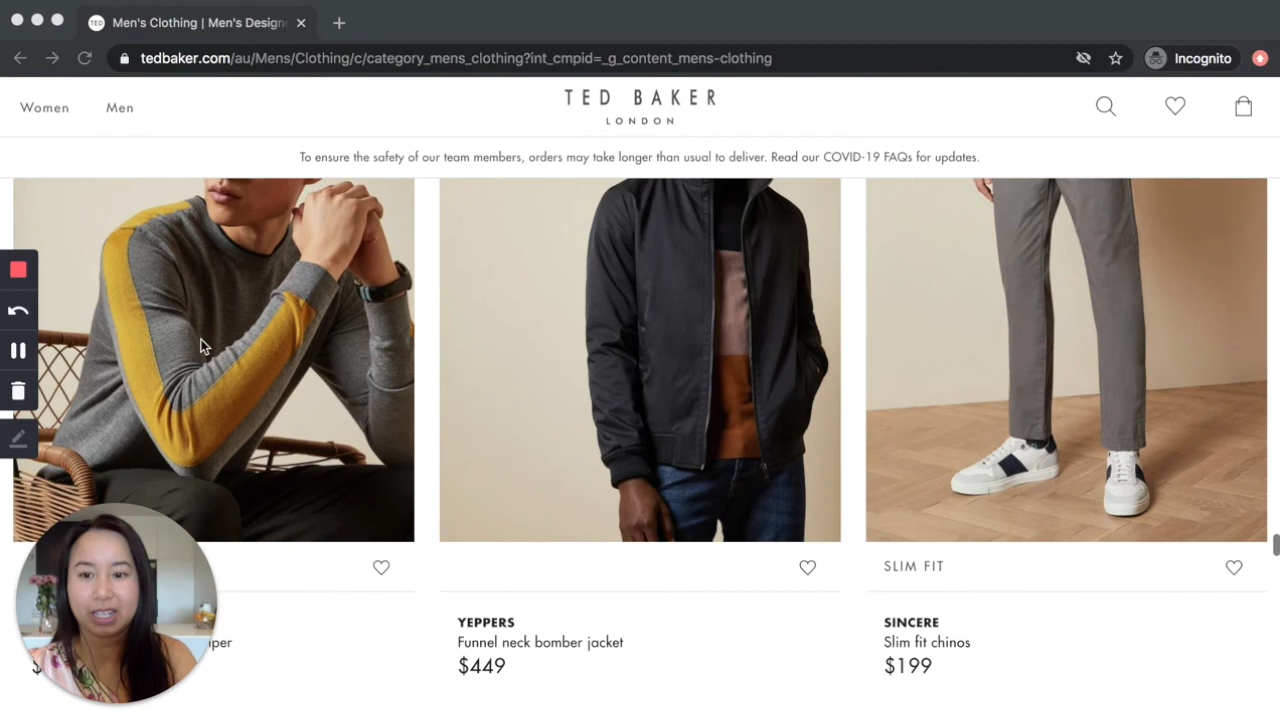 TED
Men's Clothing | Men's Design
tedbaker.com/au/Mens/Clothing/c/category_mens_clothing?int_cmpid=_g_content_mens-clothing
Incognito
Women
Men
TED BAKER
LONDON
To ensure the safety of our team members, orders may take longer than usual to deliver. Read our COVID-19 FAQs for updates.
SLIM FIT
YEPPERS
SINCERE
Funnel neck bomber jacket
Slim fit chinos
$449
$199